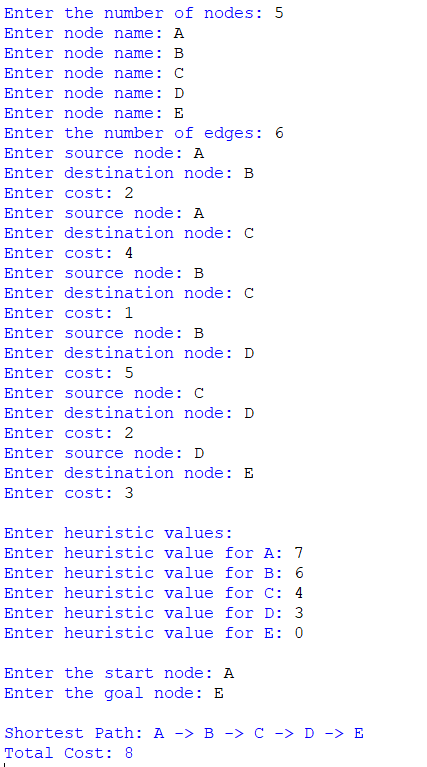 Enter the number of nodes: 5
Enter node name: A
Enter node name: B
Enter node name: C
Enter node name: D
Enter node name: E
Enter the number of edges: 6
Enter source node: A
Enter destination node: B
Enter cost: 2
Enter source node: A
Enter destination node: C
Enter cost: 4
Enter source node: B
Enter destination node: C
Enter cost: 1
Enter source node: B
Enter destination node: D
Enter cost: 5
Enter source node: C
Enter destination node: D
Enter cost: 2
Enter source node: D
Enter destination node: E
Enter cost: 3

Enter heuristic values:
Enter heuristic value for A: 7
Enter heuristic value for B: 6
Enter heuristic value for C: 4
Enter heuristic value for D: 3
Enter heuristic value for E: 0

Enter the start node: A
Enter the goal node: E

Shortest Path: A -> B -> C -> D -> E
Total Cost: 8